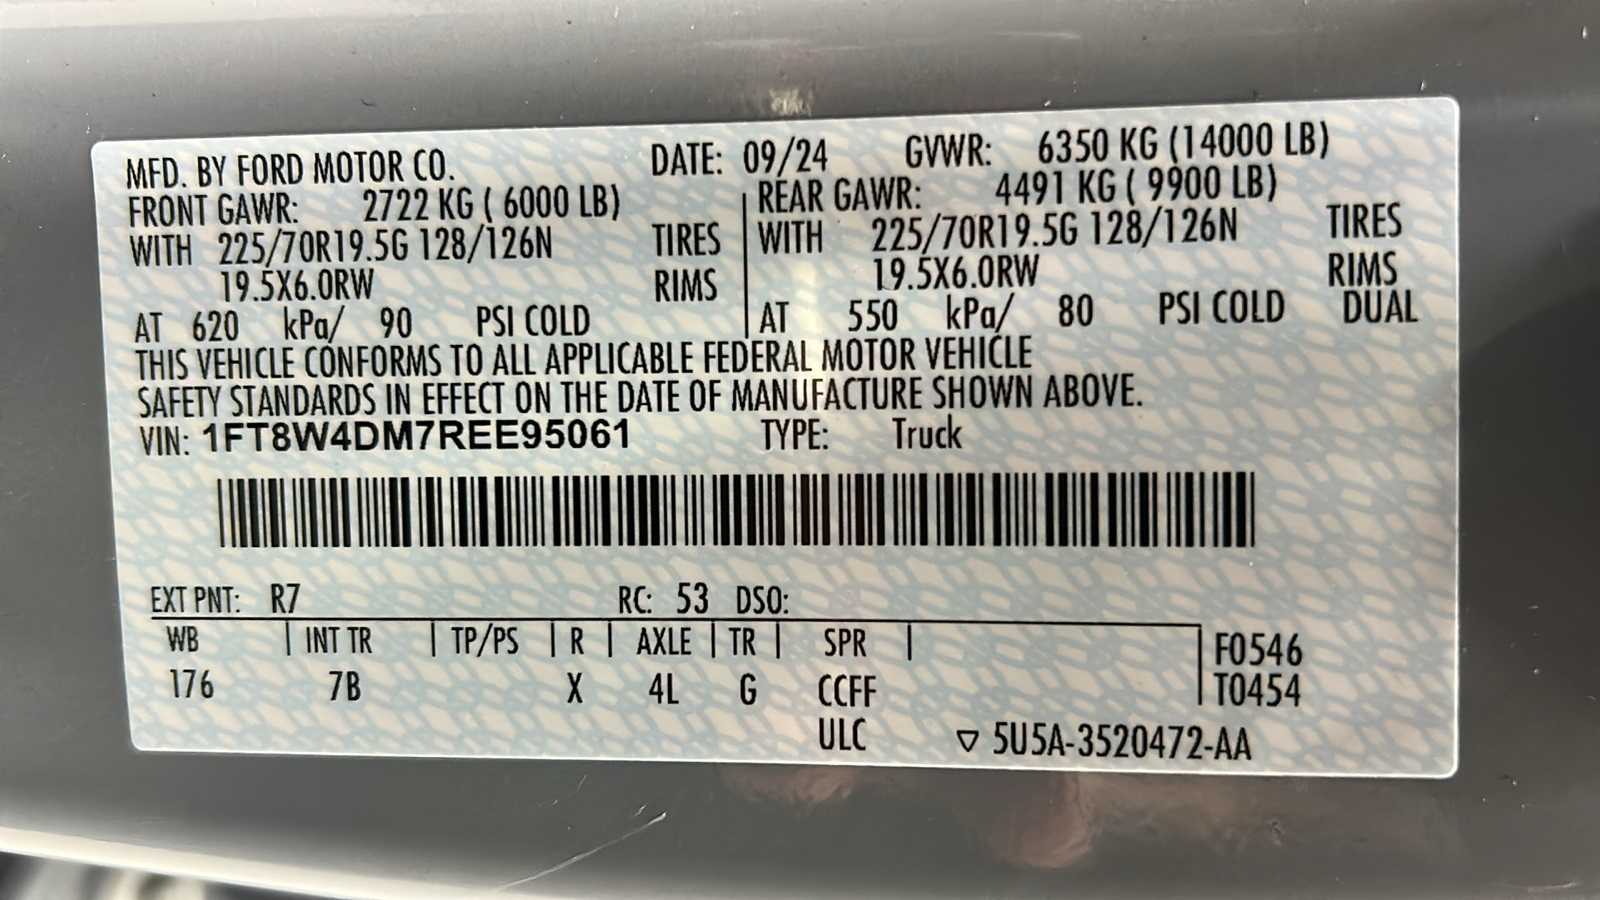 MFD. BY FORD MOTOR CO. DATE: 09/24 GVWR: 6350 KG (14000 LB)
FRONT GAWR: 2722 KG ( 6000 LB) REAR GAWR: 4491 KG ( 9900 LB)
WITH 225/70R19.5G 128/126N TIRES WITH 225/70R19.5G 128/126N TIRES
19.5X6.0RW RIMS 19.5X6.0RW RIMS
AT 620 kPa/ 90 PSI COLD AT 550 kPa/ 80 PSI COLD DUAL
THIS VEHICLE CONFORMS TO ALL APPLICABLE FEDERAL MOTOR VEHICLE
SAFETY STANDARDS IN EFFECT ON THE DATE OF MANUFACTURE SHOWN ABOVE.
VIN: 1FT8W4DM7REE95061 TYPE: Truck
EXT PNT: R7 RC: 53 DSO:
WB INT TR TP/PS R AXLE TR SPR F0546
176 7B X 4L G CCFF T0454
ULC ▽ 5U5A-3520472-AA